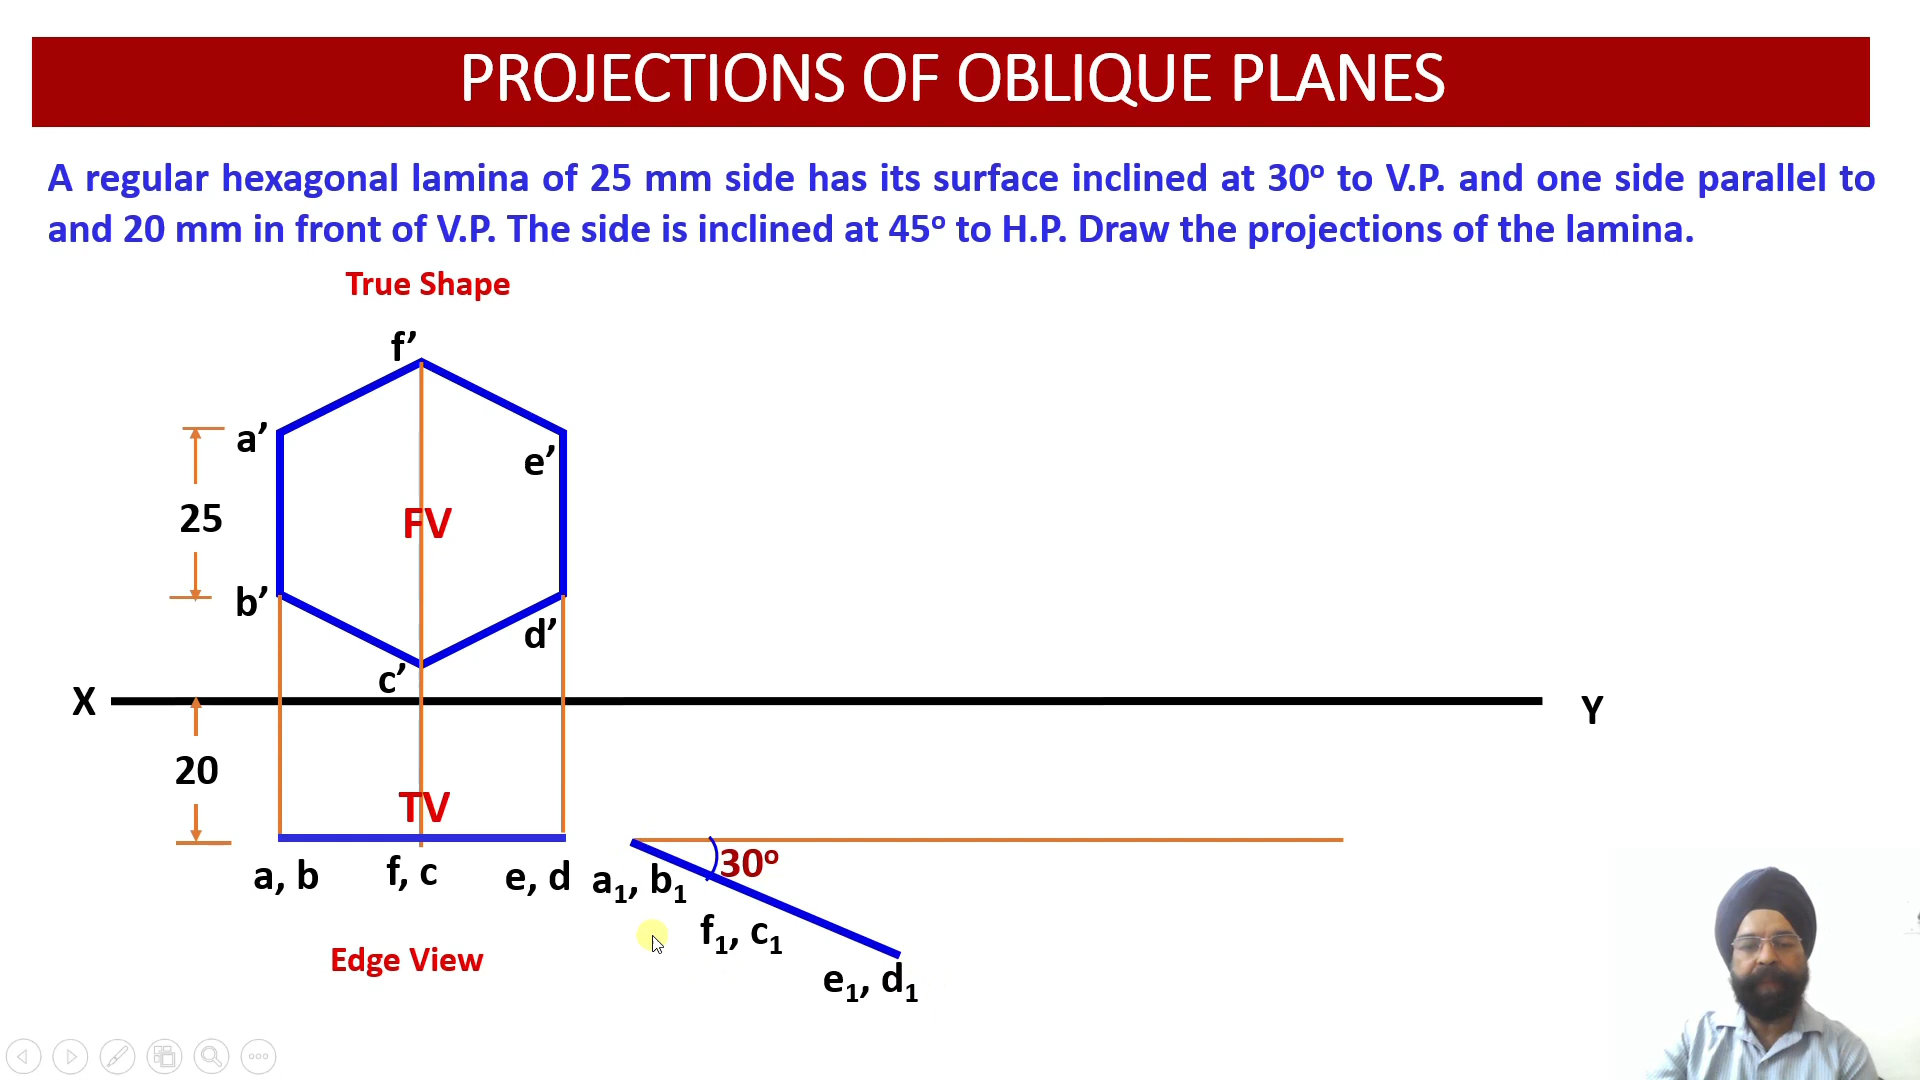 PROJECTIONS OF OBLIQUE PLANES
A regular hexagonal lamina of 25 mm side has its surface inclined at 30º to V.P. and one side parallel to
and 20 mm in front of V.P. The side is inclined at 45º to H.P. Draw the projections of the lamina.
True Shape
f’
a’
e’
25
FV
b’
d’
c’
X
Y
20
TV
30º
a, b
f, c
e, d
a₁, b₁
f₁, c₁
Edge View
e₁, d₁